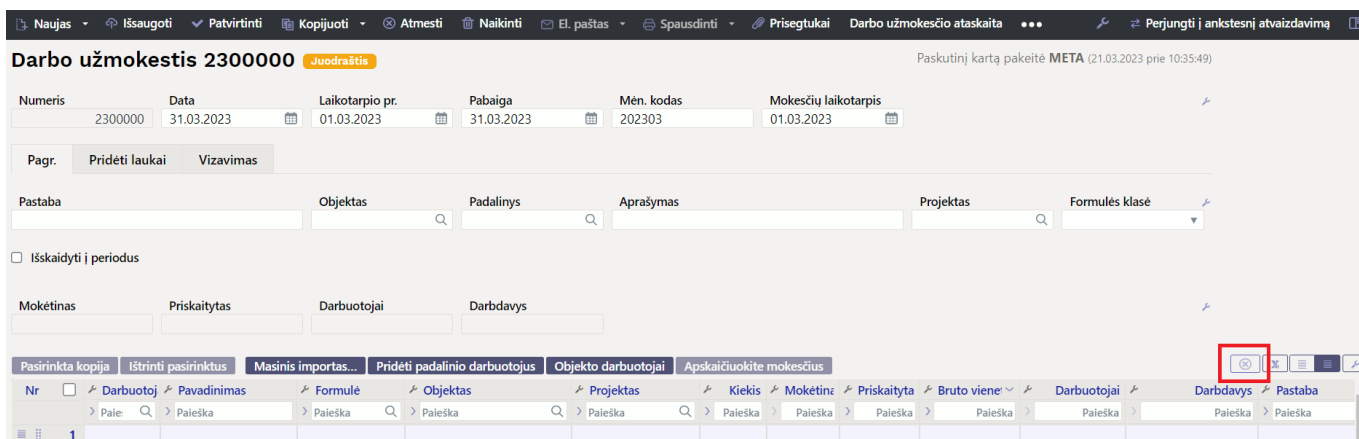 Naujas Išsaugoti Patvirtinti Kopijuoti Atmesti Naikinti El. paštas Spausdinti Prisegtukai Darbo užmokesčio ataskaita ••• Perjungti į ankstesnį atvaizdavimą
Darbo užmokestis 2300000 Juodraštis Paskutinį kartą pakeitė META (21.03.2023 prie 10:35:49)
Numeris Data Laikotarpio pr. Pabaiga Mėn. kodas Mokesčių laikotarpis
2300000 31.03.2023 01.03.2023 31.03.2023 202303 01.03.2023
Pagr. Pridėti laukai Vizavimas
Pastaba Objektas Padalinys Aprašymas Projektas Formulės klasė
Išskaidyti į periodus
Mokėtinas Priskaitytas Darbuotojai Darbdavys
Pasirinkta kopija Ištrinti pasirinktus Masinis importas... Pridėti padalinio darbuotojus Objekto darbuotojai Apskaičiuokite mokesčius
Nr Darbuotoj Pavadinimas Formulė Objektas Projektas Kiekis Mokėtina Priskaityta Bruto viene Darbuotojai Darbdavys Pastaba
Paie Paieška Paieška Paieška Paieška Paieška Paieška Paieška Paieška Paieška Paieška Paieška
1